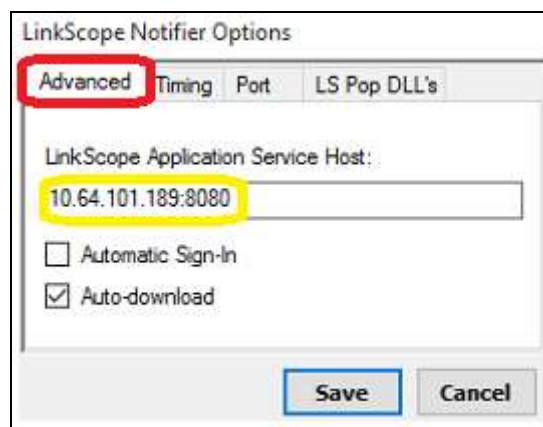 LinkScope Notifier Options
Advanced Timing Port LS Pop DLL's
LinkScope Application Service Host:
10.64.101.189:8080
Automatic Sign-In
Auto-download
Save Cancel